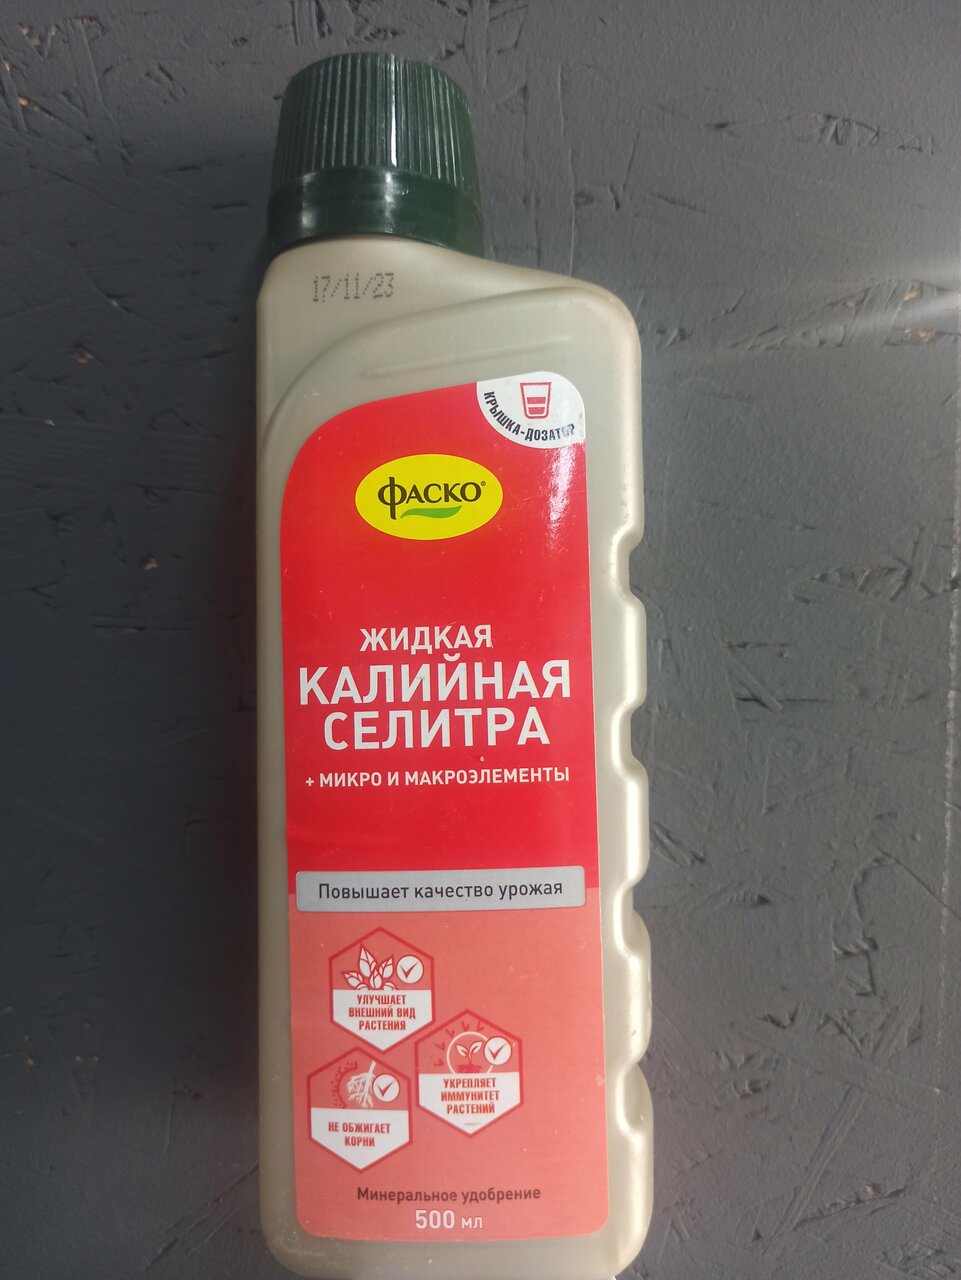 17/11/23
КРЫШКА-ДОЗАТОР
ФАСКО®
ЖИДКАЯ
КАЛИЙНАЯ
СЕЛИТРА
+ МИКРО И МАКРОЭЛЕМЕНТЫ
Повышает качество урожая
УЛУЧШАЕТ
ВНЕШНИЙ ВИД
РАСТЕНИЯ
УКРЕПЛЯЕТ
ИММУНИТЕТ
РАСТЕНИЙ
НЕ ОБЖИГАЕТ
КОРНИ
Минеральное удобрение
500 мл